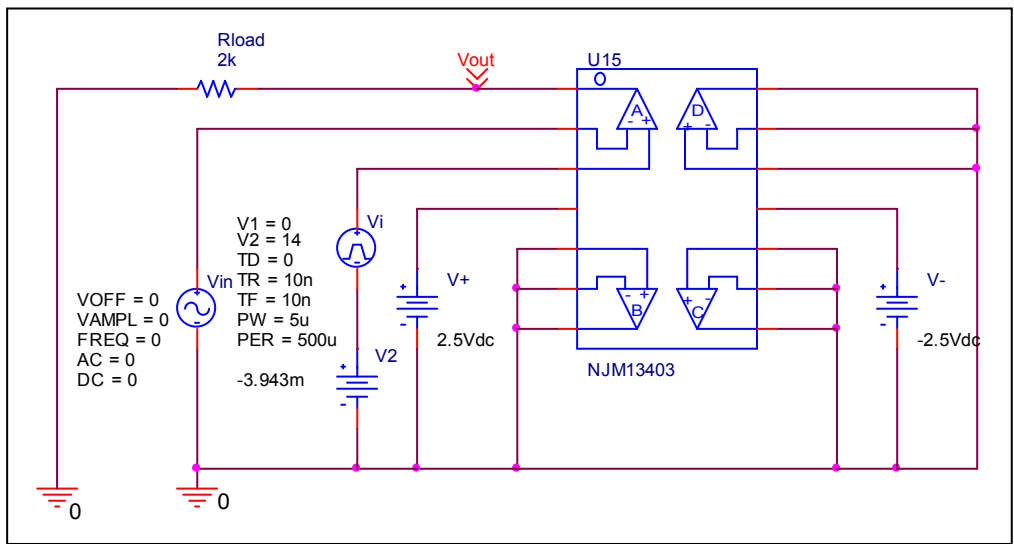 Rload
2k
Vout
U15
A
D
- +
+ -
Vi
V1 = 0
V2 = 14
TD = 0
TR = 10n
TF = 10n
PW = 5u
PER = 500u
Vin
VOFF = 0
VAMPL = 0
FREQ = 0
AC = 0
DC = 0
V+
2.5Vdc
V-
-2.5Vdc
V2
-3.943m
- +
+ -
B
C
NJM13403
0
0